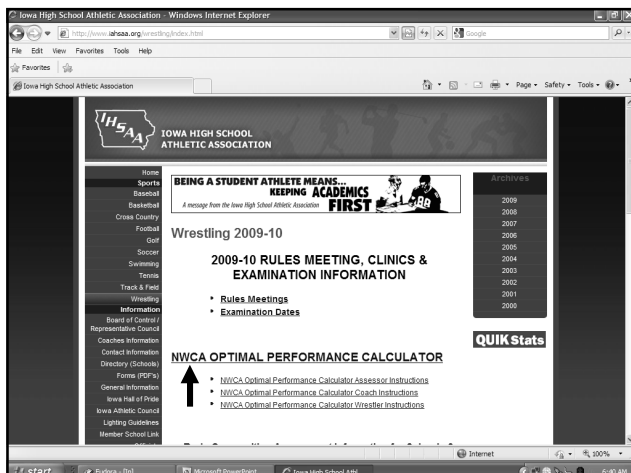 Iowa High School Athletic Association - Windows Internet Explorer
http://www.iahsaa.org/wrestling/index.html
Google
File Edit View Favorites Tools Help
Favorites
Iowa High School Athletic Association
Page Safety Tools
IHSAA
IOWA HIGH SCHOOL
ATHLETIC ASSOCIATION
Home
Sports
Baseball
Basketball
Cross Country
Football
Golf
Soccer
Swimming
Tennis
Track & Field
Wrestling
Information
Board of Control /
Representative Council
Coaches Information
Contact Information
Directory (Schools)
Forms (PDF's)
General Information
Iowa Hall of Pride
Iowa Athletic Council
Lighting Guidelines
Member School Link
BEING A STUDENT ATHLETE MEANS...
KEEPING ACADEMICS
A message from the Iowa High School Athletic Association FIRST
Wrestling 2009-10
2009-10 RULES MEETING, CLINICS &
EXAMINATION INFORMATION
Rules Meetings
Examination Dates
NWCA OPTIMAL PERFORMANCE CALCULATOR
NWCA Optimal Performance Calculator Assessor Instructions
NWCA Optimal Performance Calculator Coach Instructions
NWCA Optimal Performance Calculator Wrestler Instructions
Archives
2009
2008
2007
2006
2005
2004
2003
2002
2001
2000
QUIK Stats
Internet
100%
start
Eudora - [In]
Microsoft PowerPoint
Iowa High School Athl...
6:40 AM